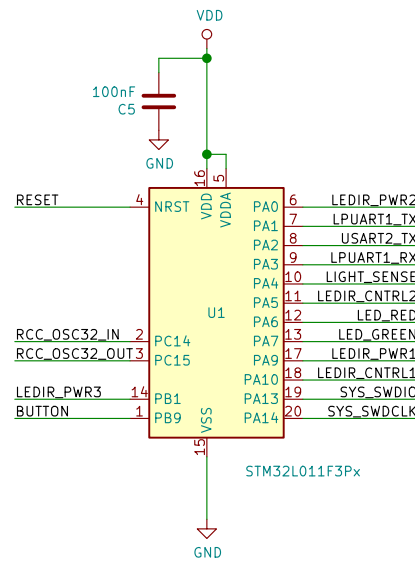 VDD
100nF
C5
GND
16
5
VDD
VDDA
RESET
4
NRST
PA0
6
LEDIR_PWR2
PA1
7
LPUART1_TX
PA2
8
USART2_TX
PA3
9
LPUART1_RX
PA4
10
LIGHT_SENSE
PA5
11
LEDIR_CNTRL2
U1
PA6
12
LED_RED
RCC_OSC32_IN
2
PC14
PA7
13
LED_GREEN
RCC_OSC32_OUT
3
PC15
PA9
17
LEDIR_PWR1
PA10
18
LEDIR_CNTRL1
LEDIR_PWR3
14
PB1
PA13
19
SYS_SWDIO
BUTTON
1
PB9
PA14
20
SYS_SWDCLK
VSS
15
STM32L011F3Px
GND